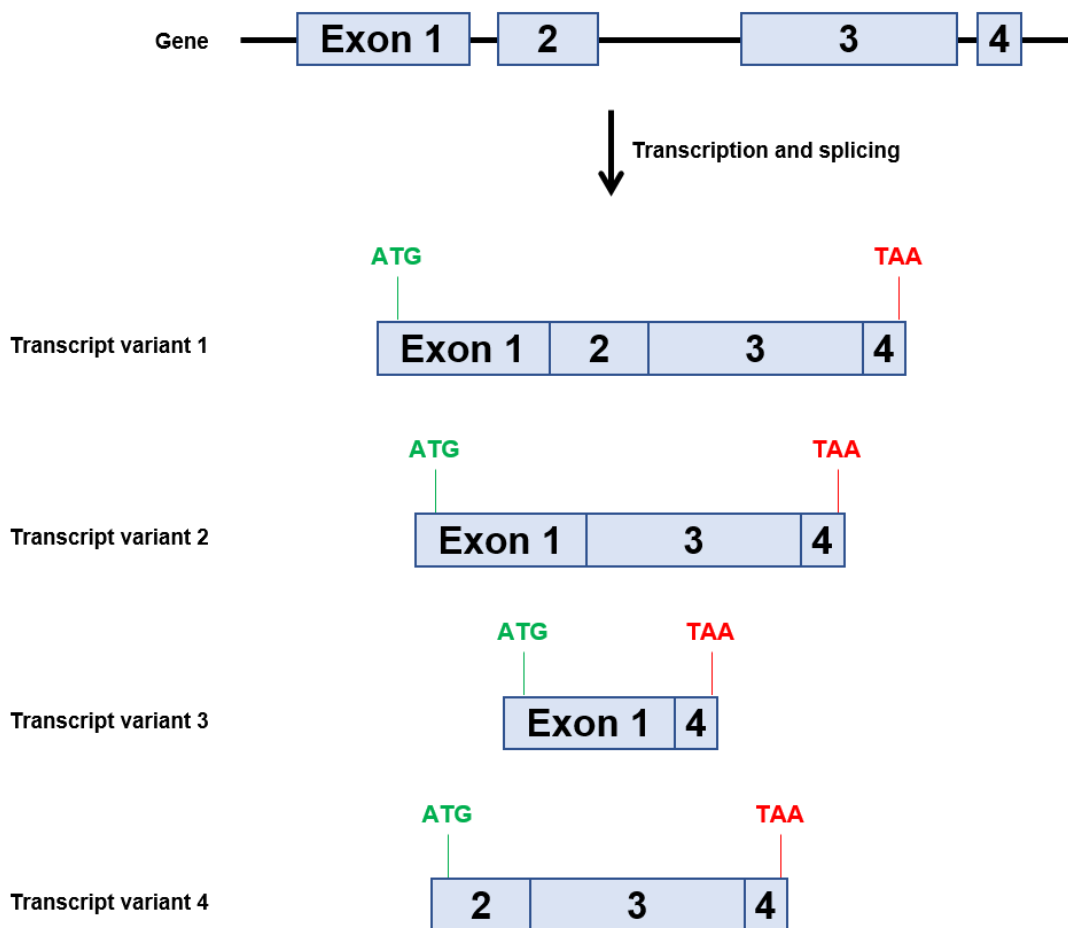 Gene Exon 1 2 3 4
Transcription and splicing
ATG TAA
Transcript variant 1 Exon 1 2 3 4
ATG TAA
Transcript variant 2 Exon 1 3 4
ATG TAA
Transcript variant 3 Exon 1 4
ATG TAA
Transcript variant 4 2 3 4